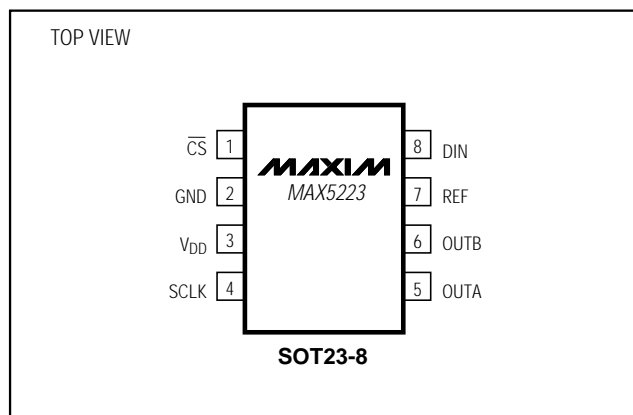 TOP VIEW
C̅S̅ 1
8 DIN
MAXIM
MAX5223
GND 2
7 REF
VDD 3
6 OUTB
SCLK 4
5 OUTA
SOT23-8